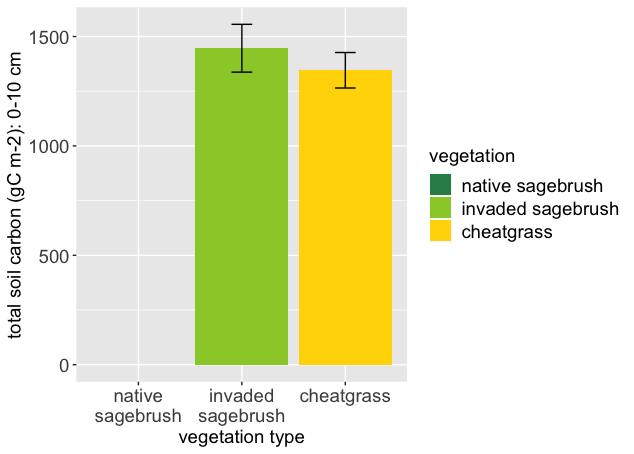 total soil carbon (gC m-2): 0-10 cm
1500
1000
500
0
native
sagebrush
invaded
sagebrush
cheatgrass
vegetation type
vegetation
native sagebrush
invaded sagebrush
cheatgrass